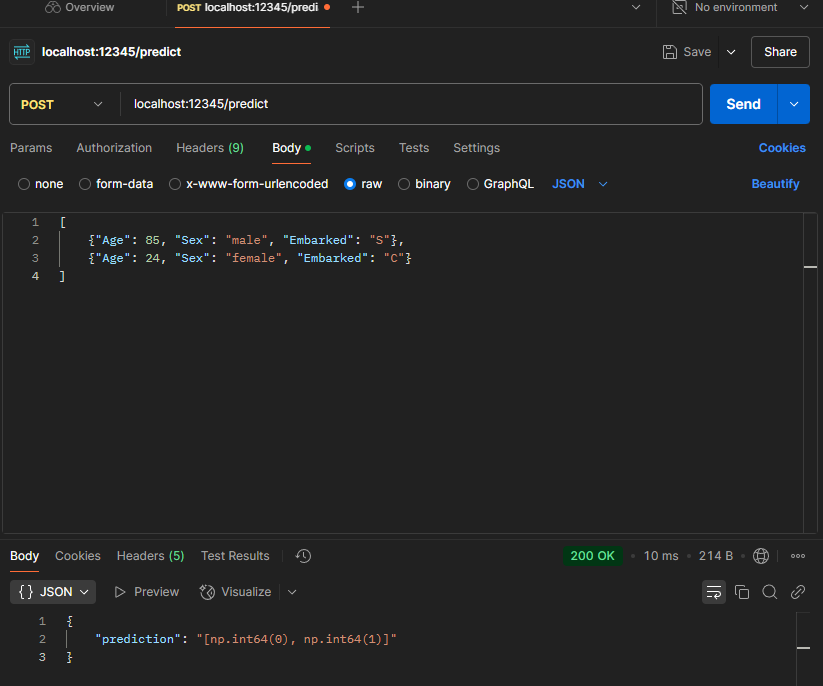 Overview
POST localhost:12345/predi
No environment
HTTP localhost:12345/predict
Save
Share
POST
localhost:12345/predict
Send
Params Authorization Headers (9) Body Scripts Tests Settings Cookies
none form-data x-www-form-urlencoded raw binary GraphQL JSON Beautify
1 [
2 {"Age": 85, "Sex": "male", "Embarked": "S"},
3 {"Age": 24, "Sex": "female", "Embarked": "C"}
4 ]
Body Cookies Headers (5) Test Results 200 OK • 10 ms • 214 B
{} JSON Preview Visualize
1 {
2 "prediction": "[np.int64(0), np.int64(1)]"
3 }